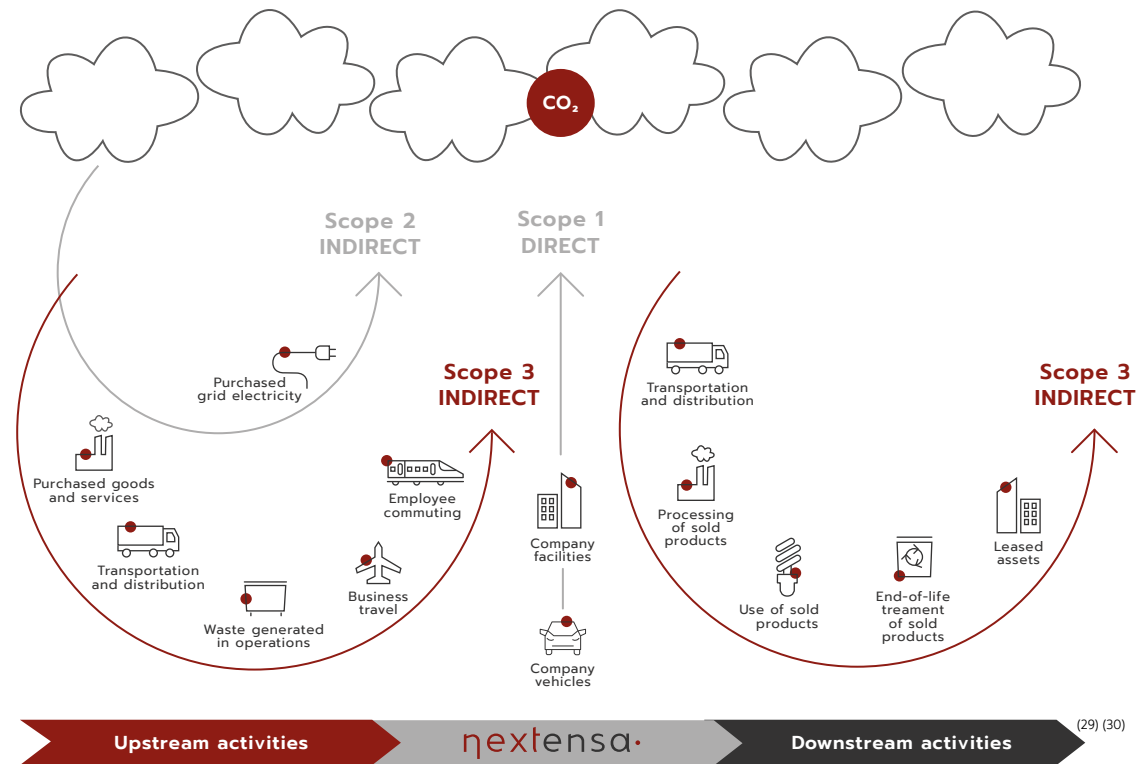 CO₂
Scope 2
INDIRECT
Scope 1
DIRECT
Purchased
grid electricity
Scope 3
INDIRECT
Purchased goods
and services
Transportation
and distribution
Waste generated
in operations
Business
travel
Employee
commuting
Company
facilities
Company
vehicles
Transportation
and distribution
Processing
of sold
products
Use of sold
products
End-of-life
treament
of sold
products
Leased
assets
Scope 3
INDIRECT
Upstream activities
nextensa.
Downstream activities
(29) (30)